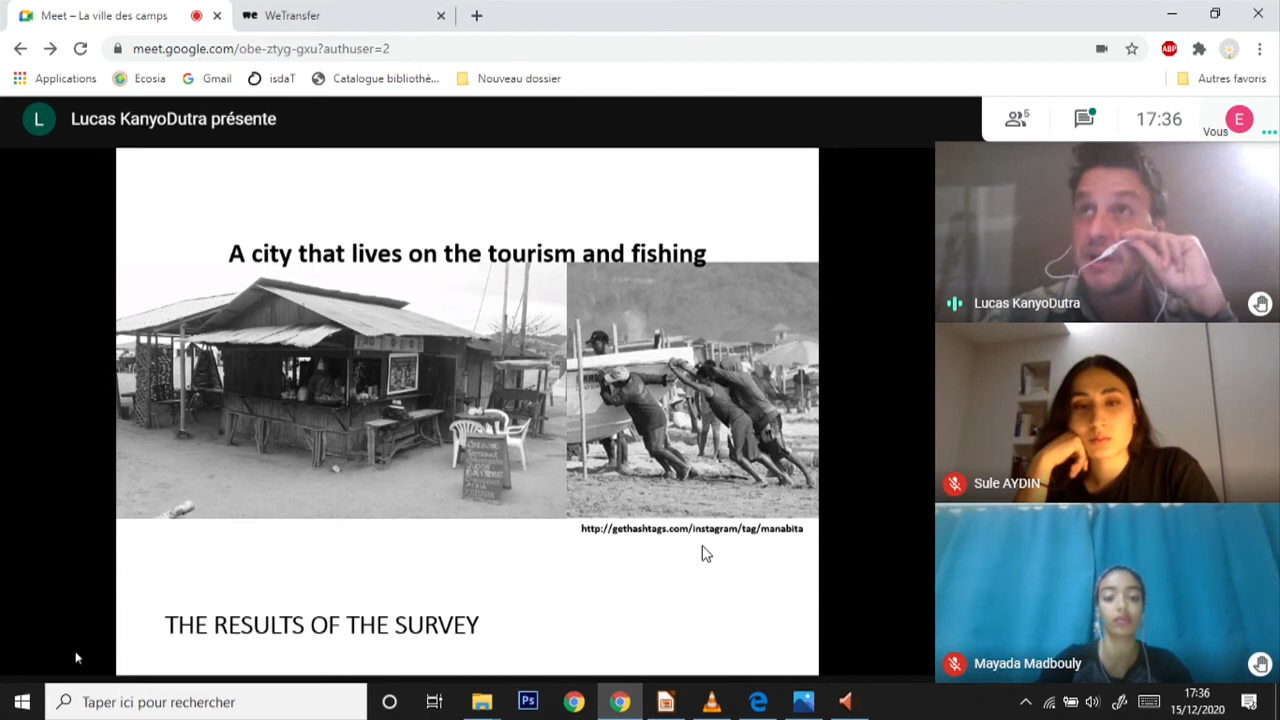 Meet – La ville des camps
WeTransfer
meet.google.com/obe-ztyg-gxu?authuser=2
Applications
Ecosia
Gmail
isdaT
Catalogue bibliothé...
Nouveau dossier
Autres favoris
ABP
L
Lucas KanyoDutra présente
5
17:36
Vous
E
A city that lives on the tourism and fishing
http://gethashtags.com/instagram/tag/manabita
THE RESULTS OF THE SURVEY
Lucas KanyoDutra
Sule AYDIN
Mayada Madbouly
Taper ici pour rechercher
Ps
17:36
15/12/2020